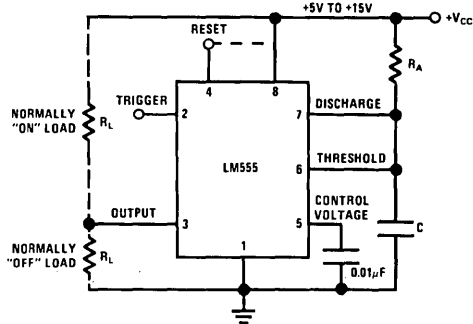 +5V TO +15V
+VCC
RESET
RA
4
8
TRIGGER
2
7
DISCHARGE
NORMALLY
"ON" LOAD
RL
LM555
6
THRESHOLD
OUTPUT
3
5
CONTROL
VOLTAGE
C
NORMALLY
"OFF" LOAD
RL
1
0.01μF